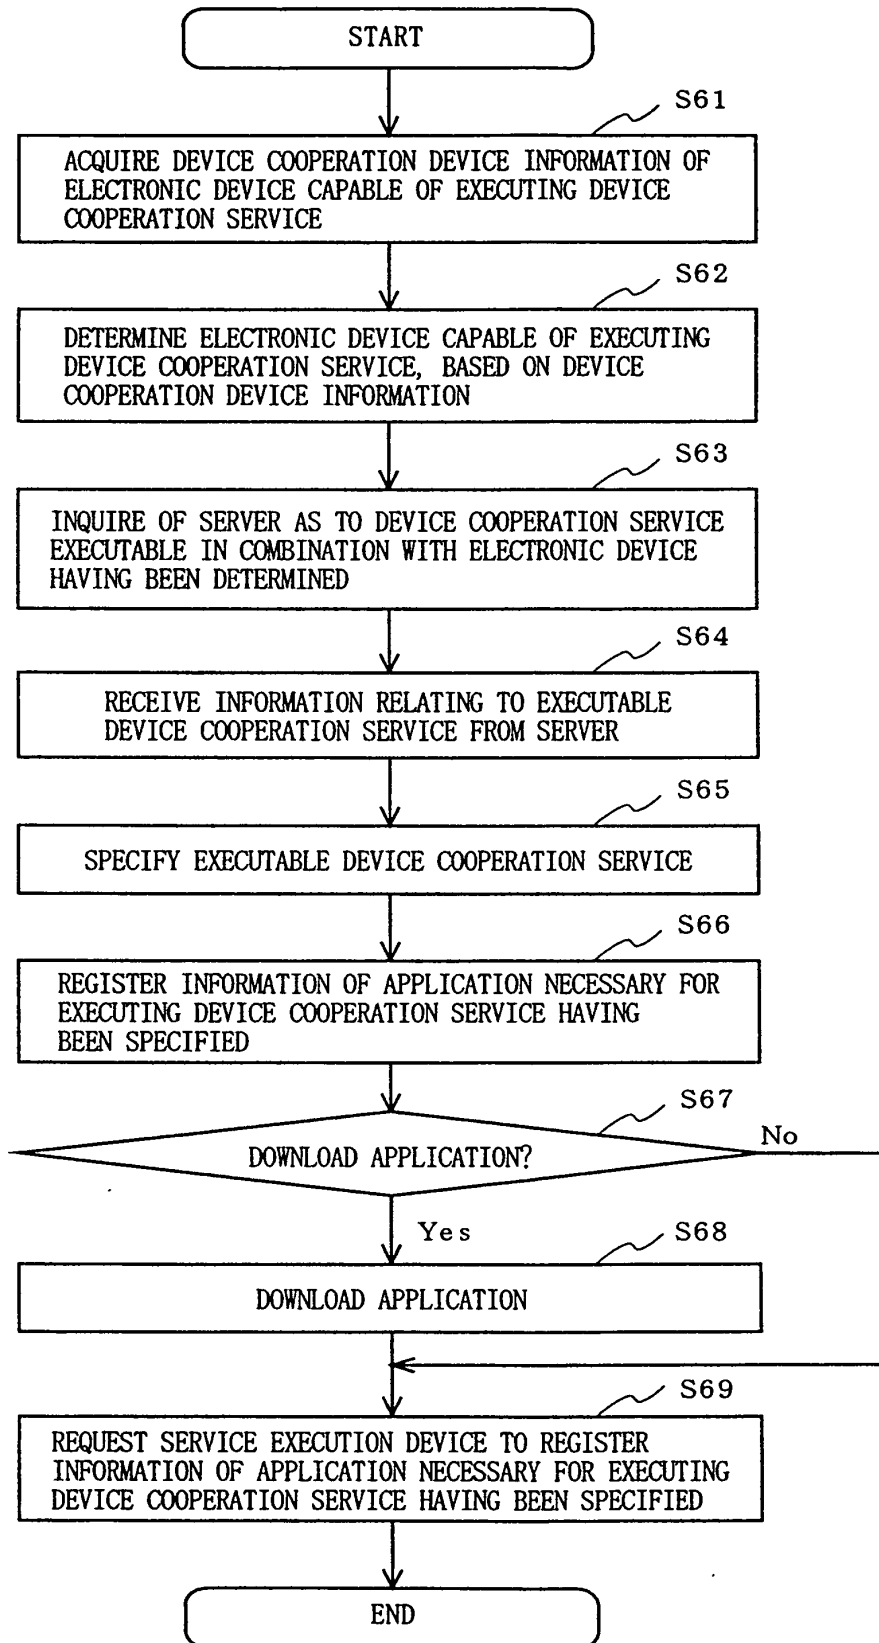 START
S61
ACQUIRE DEVICE COOPERATION DEVICE INFORMATION OF
ELECTRONIC DEVICE CAPABLE OF EXECUTING DEVICE
COOPERATION SERVICE
S62
DETERMINE ELECTRONIC DEVICE CAPABLE OF EXECUTING
DEVICE COOPERATION SERVICE, BASED ON DEVICE
COOPERATION DEVICE INFORMATION
S63
INQUIRE OF SERVER AS TO DEVICE COOPERATION SERVICE
EXECUTABLE IN COMBINATION WITH ELECTRONIC DEVICE
HAVING BEEN DETERMINED
S64
RECEIVE INFORMATION RELATING TO EXECUTABLE
DEVICE COOPERATION SERVICE FROM SERVER
S65
SPECIFY EXECUTABLE DEVICE COOPERATION SERVICE
S66
REGISTER INFORMATION OF APPLICATION NECESSARY FOR
EXECUTING DEVICE COOPERATION SERVICE HAVING
BEEN SPECIFIED
S67
DOWNLOAD APPLICATION?
No
Yes
S68
DOWNLOAD APPLICATION
S69
REQUEST SERVICE EXECUTION DEVICE TO REGISTER
INFORMATION OF APPLICATION NECESSARY FOR EXECUTING
DEVICE COOPERATION SERVICE HAVING BEEN SPECIFIED
END